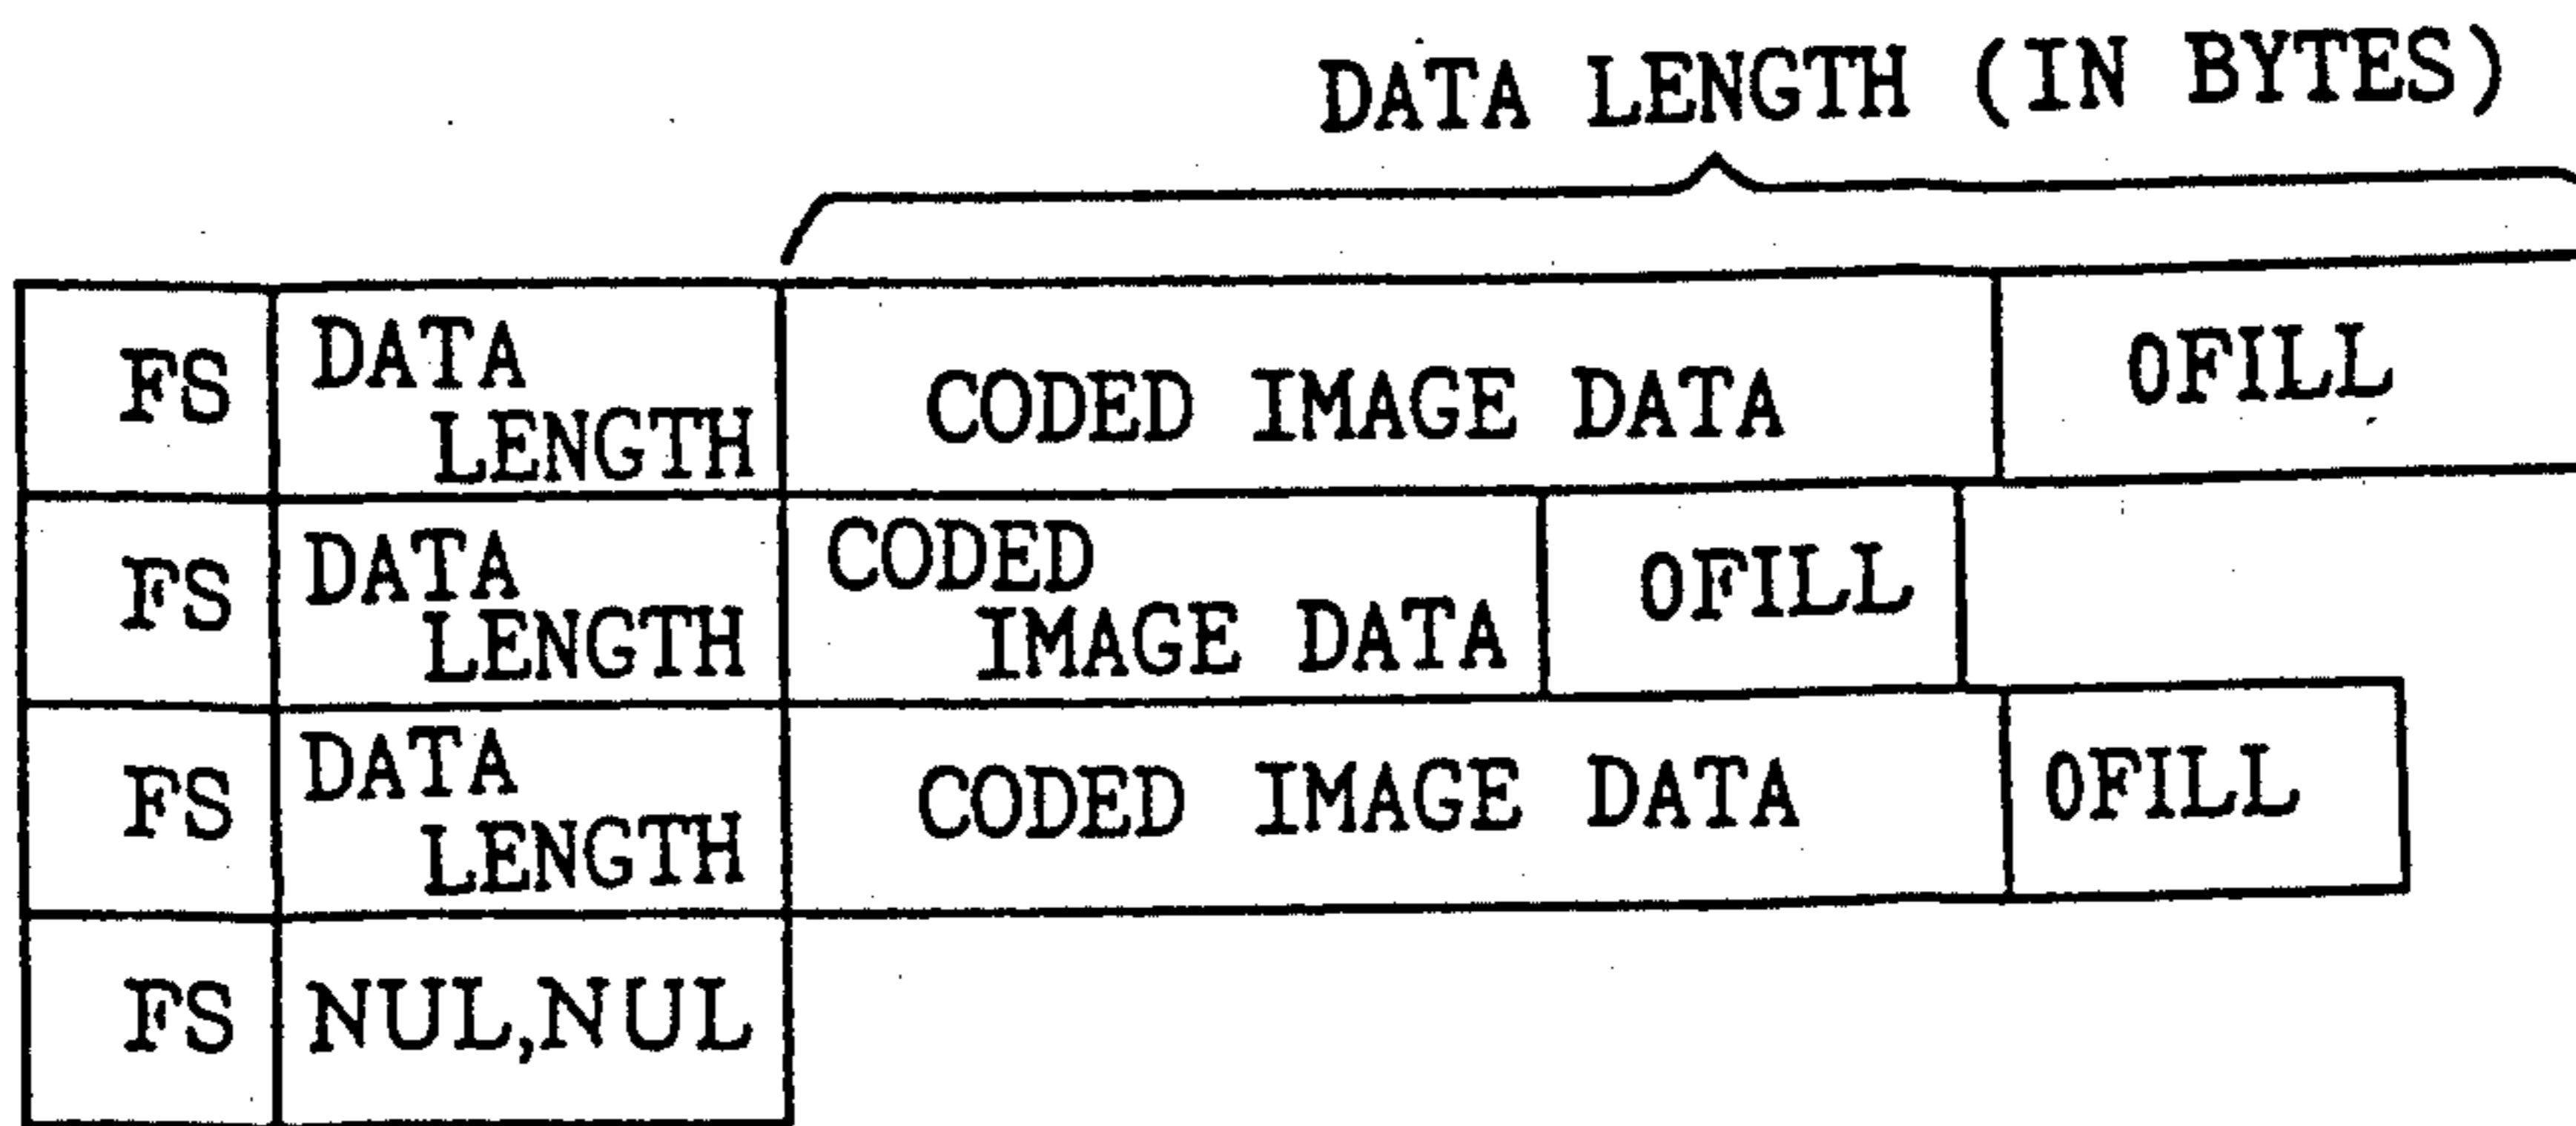 DATA LENGTH (IN BYTES)
FS
DATA
LENGTH
CODED IMAGE DATA
0FILL
FS
DATA
LENGTH
CODED
IMAGE DATA
0FILL
FS
DATA
LENGTH
CODED IMAGE DATA
0FILL
FS
NUL,NUL